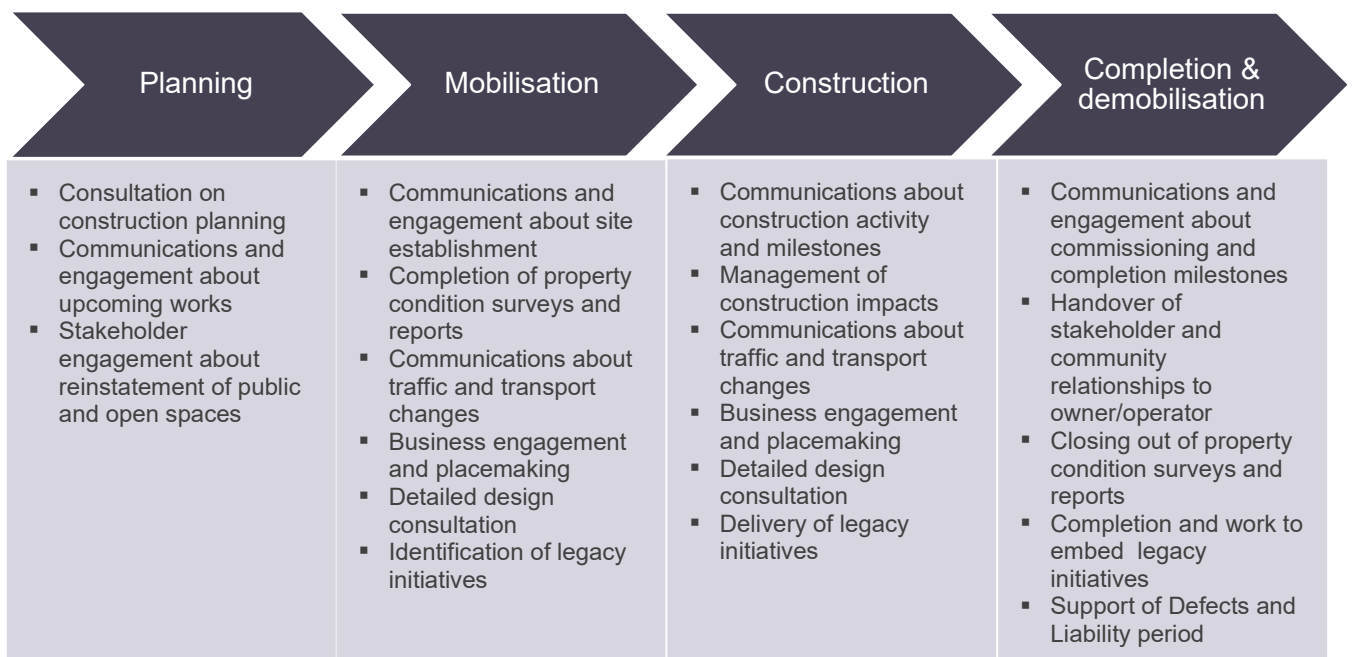 Planning
Mobilisation
Construction
Completion &
demobilisation
▪ Consultation on
construction planning
▪ Communications and
engagement about
upcoming works
▪ Stakeholder
engagement about
reinstatement of public
and open spaces
▪ Communications and
engagement about site
establishment
▪ Completion of property
condition surveys and
reports
▪ Communications about
traffic and transport
changes
▪ Business engagement
and placemaking
▪ Detailed design
consultation
▪ Identification of legacy
initiatives
▪ Communications about
construction activity
and milestones
▪ Management of
construction impacts
▪ Communications about
traffic and transport
changes
▪ Business engagement
and placemaking
▪ Detailed design
consultation
▪ Delivery of legacy
initiatives
▪ Communications and
engagement about
commissioning and
completion milestones
▪ Handover of
stakeholder and
community
relationships to
owner/operator
▪ Closing out of property
condition surveys and
reports
▪ Completion and work to
embed  legacy
initiatives
▪ Support of Defects and
Liability period